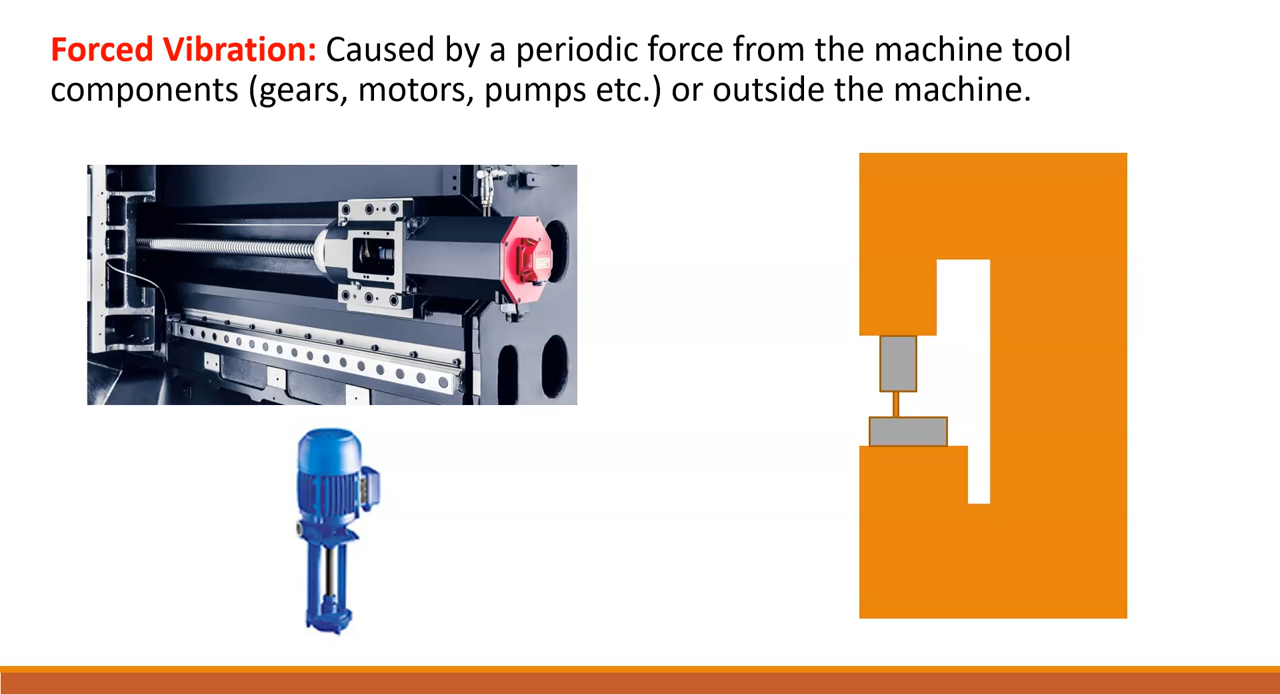 Forced Vibration: Caused by a periodic force from the machine tool
components (gears, motors, pumps etc.) or outside the machine.